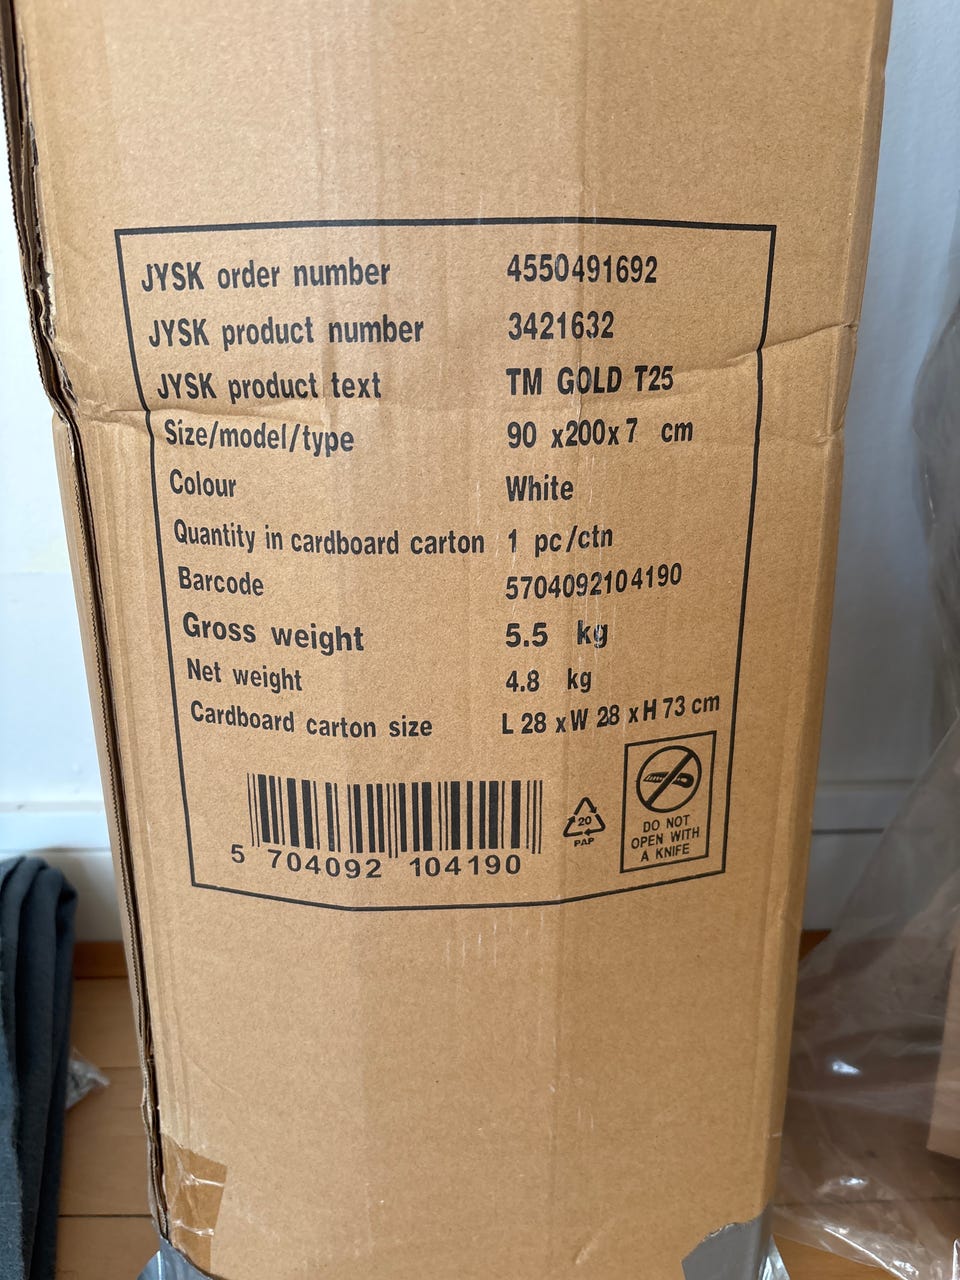 JYSK order number 4550491692
JYSK product number 3421632
JYSK product text TM GOLD T25
Size/model/type 90 x200x 7 cm
Colour White
Quantity in cardboard carton 1 pc/ctn
Barcode 5704092104190
Gross weight 5.5 kg
Net weight 4.8 kg
Cardboard carton size L 28 xW 28 xH 73 cm
5 704092 104190
20
PAP
DO NOT
OPEN WITH
A KNIFE